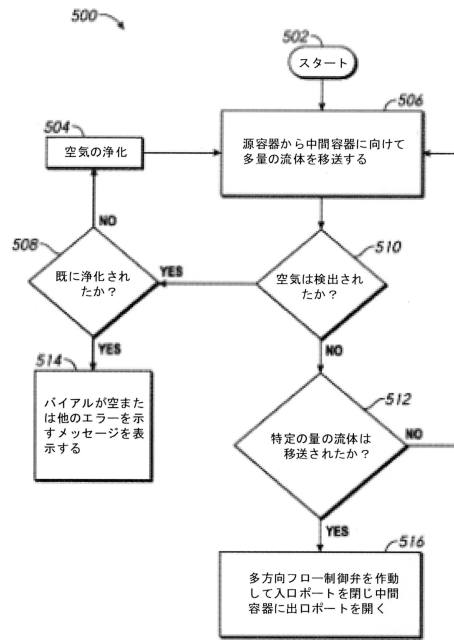 500
502
スタート
506
源容器から中間容器に向けて
多量の流体を移送する
504
空気の浄化
NO
508
既に浄化され
たか?
YES
510
空気は検出され
たか?
YES
NO
514
バイアルが空また
は他のエラーを示
すメッセージを表
示する
512
特定の量の流体は
移送されたか?
NO
YES
516
多方向フロー制御弁を作動
して入口ポートを閉じ中間
容器に出口ポートを開く